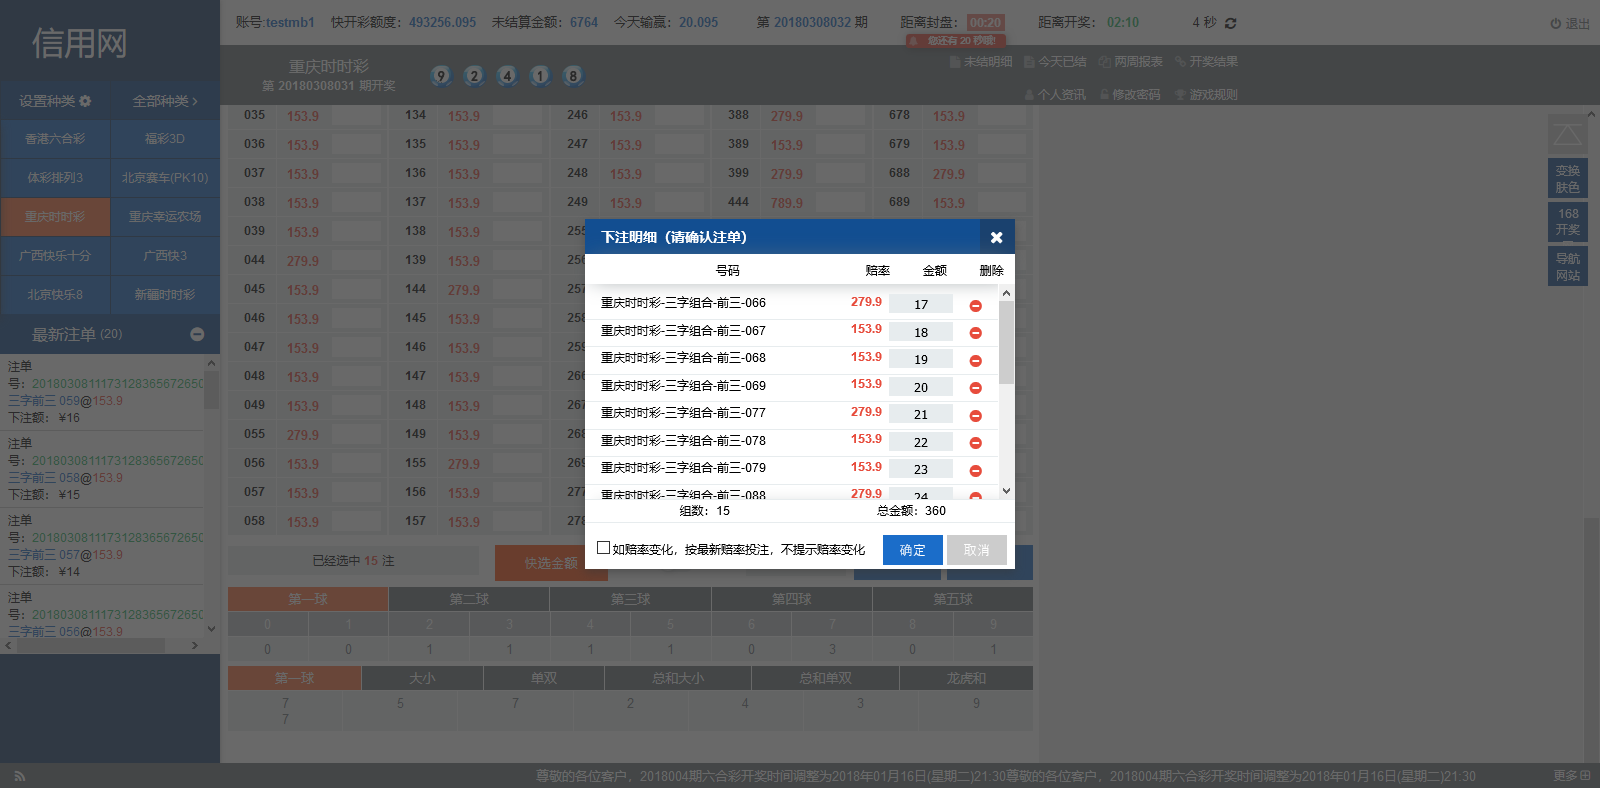 信用网
账号:testmb1 快开彩额度：493256.095 未结算金额：6764 今天输赢：20.095 第 20180308032 期 距离封盘：00:20 距离开奖：02:10 4 秒 退出
您还有 20 秒哦!
重庆时时彩
第 20180308031 期开奖
9 2 4 1 8
未结明细 今天已结 两周报表 开奖结果
个人资讯 修改密码 游戏规则
设置种类 全部种类
香港六合彩 福彩3D
体彩排列3 北京赛车(PK10)
重庆时时彩 重庆幸运农场
广西快乐十分 广西快3
北京快乐8 新疆时时彩
最新注单 (20)
注单
号：2018030811173128365672650
三字前三 059@153.9
下注额： ¥16
注单
号：2018030811173128365672650
三字前三 058@153.9
下注额： ¥15
注单
号：2018030811173128365672650
三字前三 057@153.9
下注额： ¥14
注单
号：2018030811173128365672650
三字前三 056@153.9
035 153.9 134 153.9 246 153.9 388 279.9 678 153.9
036 153.9 135 153.9 247 153.9 389 153.9 679 153.9
037 153.9 136 153.9 248 153.9 399 279.9 688 279.9
038 153.9 137 153.9 249 153.9 444 789.9 689 153.9
039 153.9 138 153.9 255
044 279.9 139 153.9 256
045 153.9 144 279.9 257
046 153.9 145 153.9 258
047 153.9 146 153.9 259
048 153.9 147 153.9 266
049 153.9 148 153.9 267
055 279.9 149 153.9 268
056 153.9 155 279.9 269
057 153.9 156 153.9 277
058 153.9 157 153.9 278
变换
肤色
168
开奖
导航
网站
下注明细（请确认注单）
号码 赔率 金额 删除
重庆时时彩-三字组合-前三-066 279.9 17
重庆时时彩-三字组合-前三-067 153.9 18
重庆时时彩-三字组合-前三-068 153.9 19
重庆时时彩-三字组合-前三-069 153.9 20
重庆时时彩-三字组合-前三-077 279.9 21
重庆时时彩-三字组合-前三-078 153.9 22
重庆时时彩-三字组合-前三-079 153.9 23
重庆时时彩-三字组合-前三-088 279.9 24
组数：15 总金额：360
如赔率变化，按最新赔率投注，不提示赔率变化 确定 取消
已经选中 15 注 快选金额
第一球 第二球 第三球 第四球 第五球
0 1 2 3 4 5 6 7 8 9
0 0 1 1 1 1 0 3 0 1
第一球 大小 单双 总和大小 总和单双 龙虎和
7 5 7 2 4 3 9
7
尊敬的各位客户，2018004期六合彩开奖时间调整为2018年01月16日(星期二)21:30尊敬的各位客户，2018004期六合彩开奖时间调整为2018年01月16日(星期二)21:30 更多